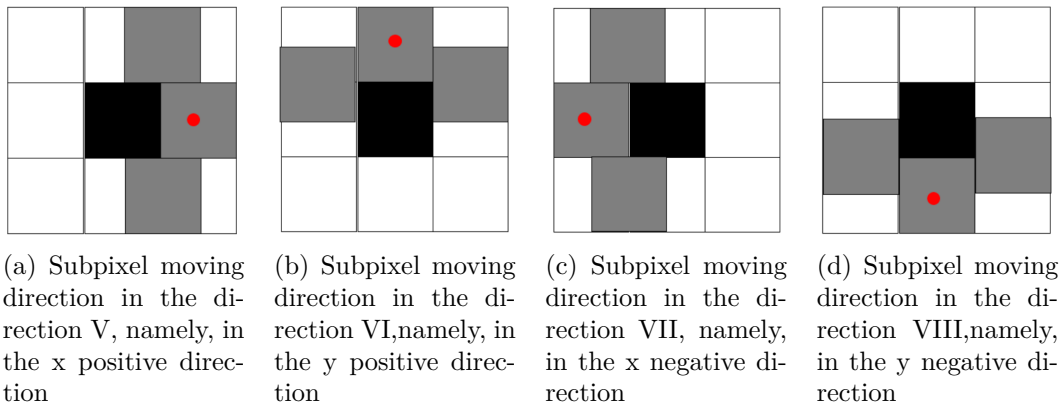 (a) Subpixel moving
direction in the di-
rection V, namely, in
the x positive direc-
tion
(b) Subpixel moving
direction in the di-
rection VI,namely, in
the y positive direc-
tion
(c) Subpixel moving
direction in the di-
rection VII, namely,
in the x negative di-
rection
(d) Subpixel moving
direction in the di-
rection VIII,namely,
in the y negative di-
rection